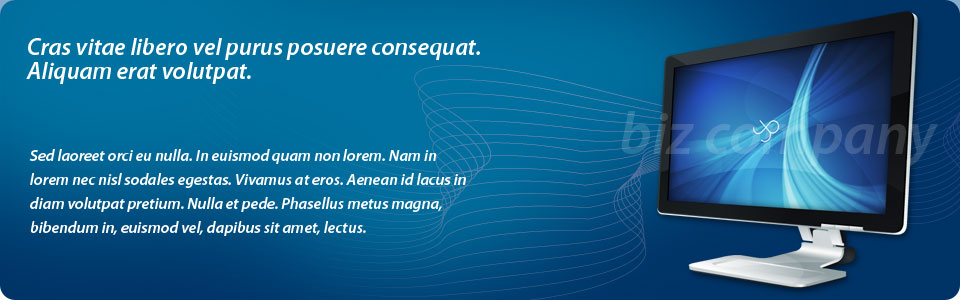 Cras vitae libero vel purus posuere consequat.
Aliquam erat volutpat.
Sed laoreet orci eu nulla. In euismod quam non lorem. Nam in
lorem nec nisl sodales egestas. Vivamus at eros. Aenean id lacus in
diam volutpat pretium. Nulla et pede. Phasellus metus magna,
bibendum in, euismod vel, dapibus sit amet, lectus.
biz company